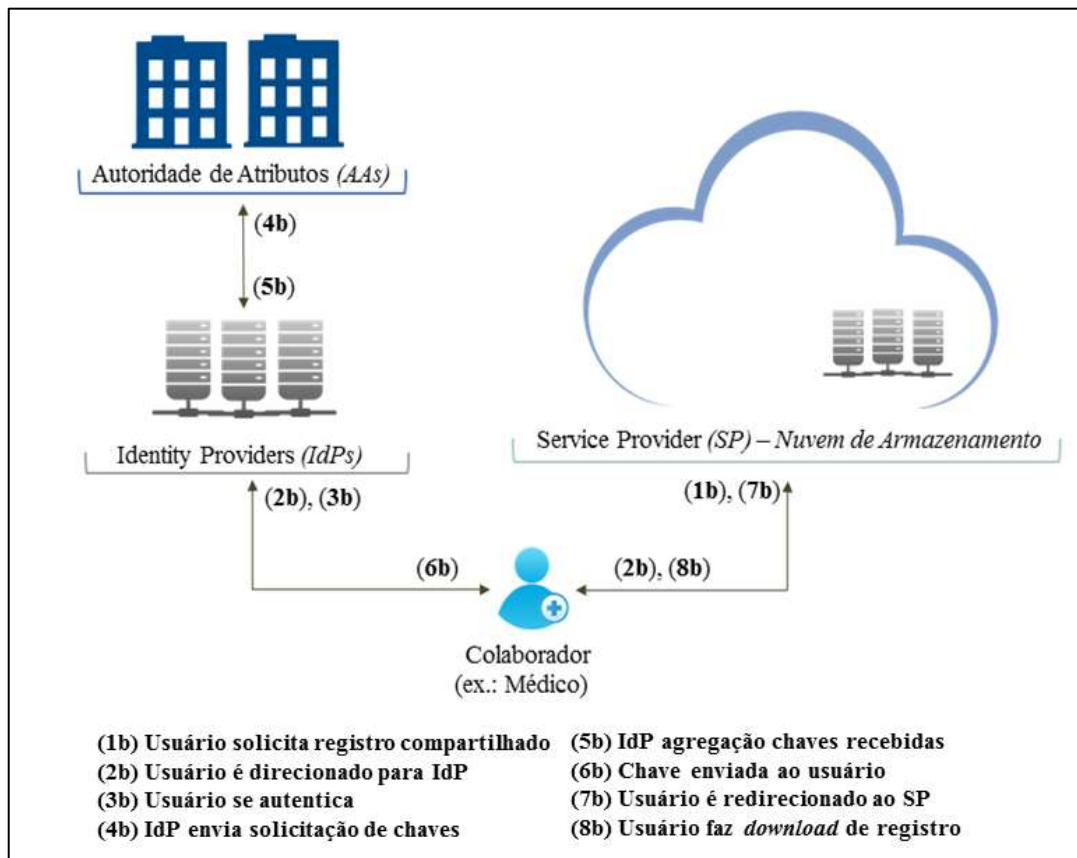 Autoridade de Atributos (AAs)
(4b)
(5b)
Identity Providers (IdPs)
Service Provider (SP) – Nuvem de Armazenamento
(2b), (3b)
(1b), (7b)
(6b)
(2b), (8b)
Colaborador
(ex.: Médico)
(1b) Usuário solicita registro compartilhado
(2b) Usuário é direcionado para IdP
(3b) Usuário se autentica
(4b) IdP envia solicitação de chaves
(5b) IdP agregação chaves recebidas
(6b) Chave enviada ao usuário
(7b) Usuário é redirecionado ao SP
(8b) Usuário faz download de registro